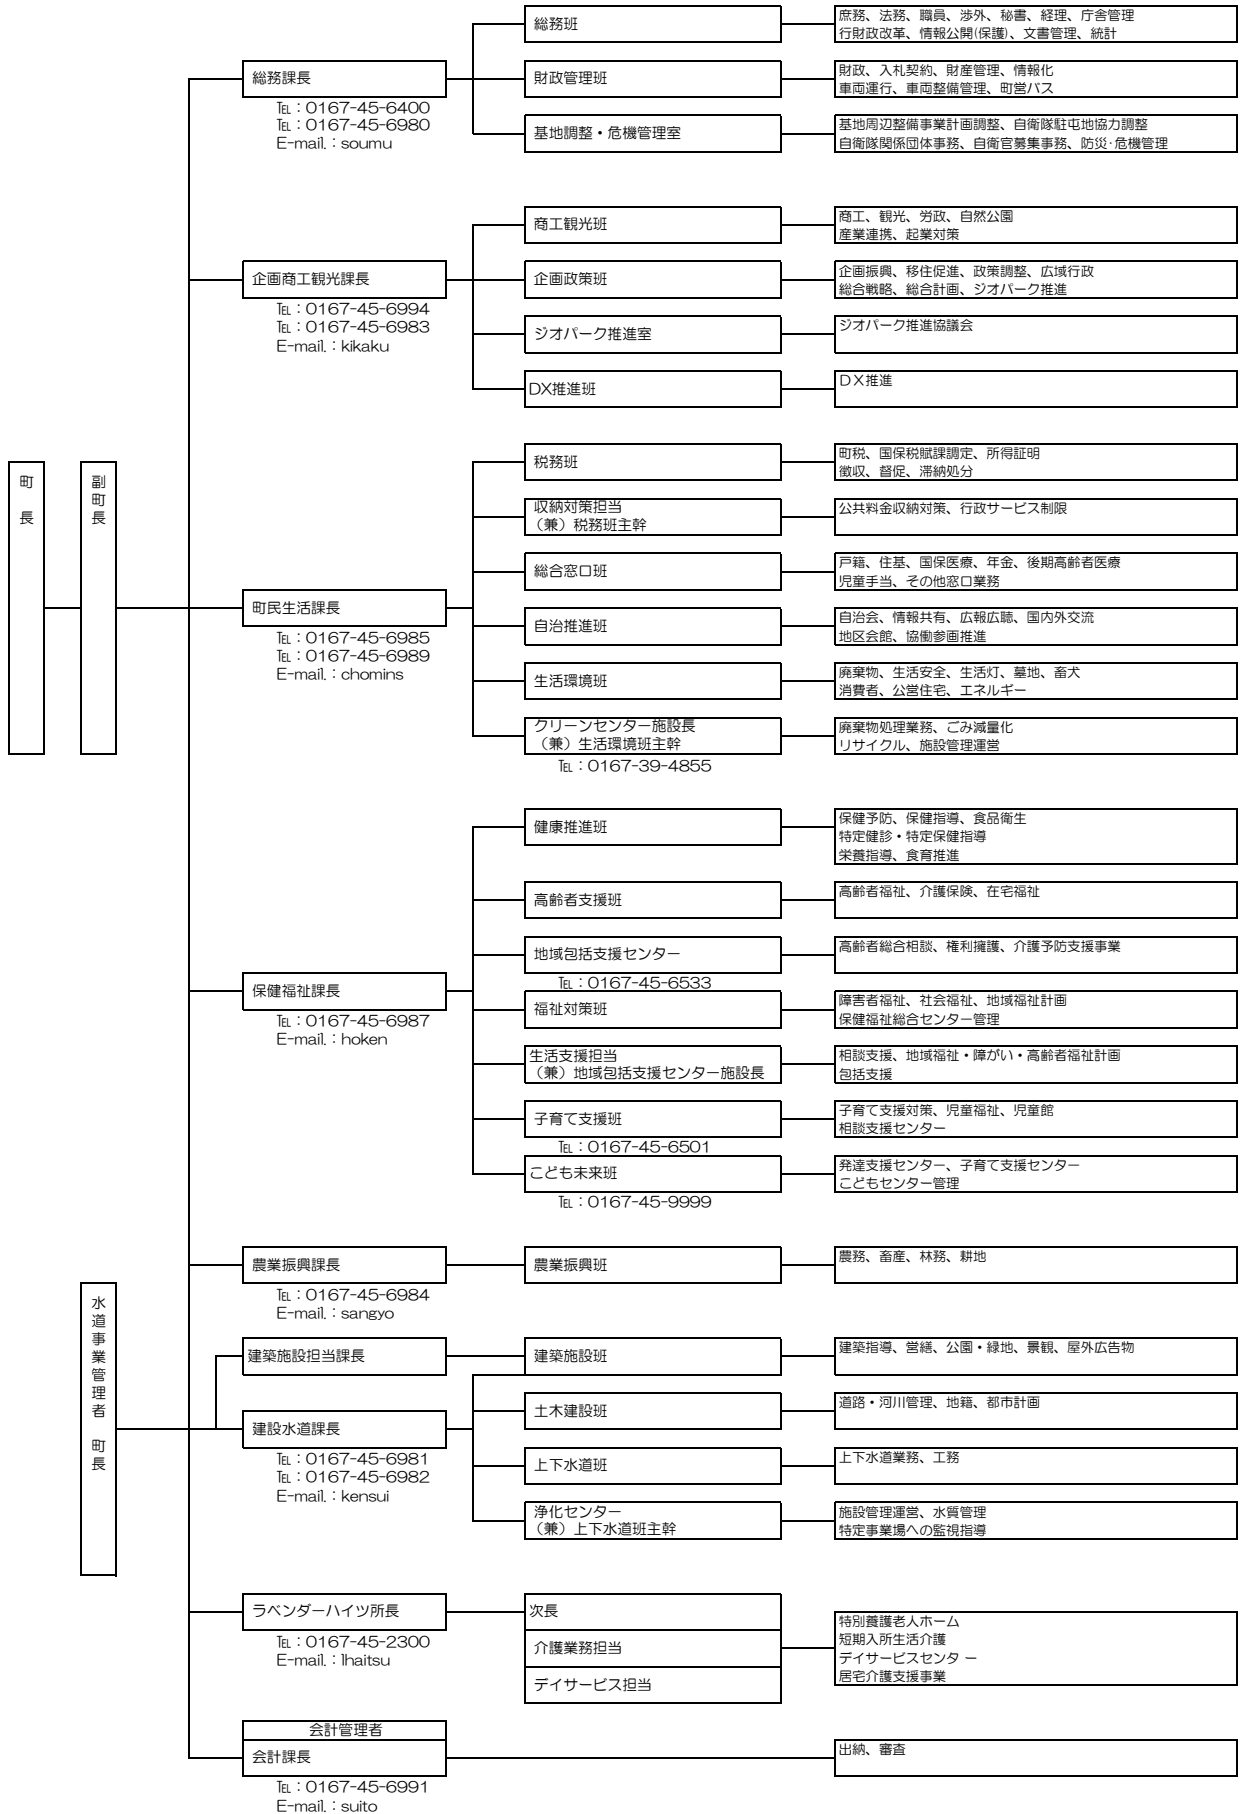 町長
副町長
総務課長
℡：0167-45-6400
℡：0167-45-6980
E-mail.：soumu
総務班
庶務、法務、職員、渉外、秘書、経理、庁舎管理
行財政改革、情報公開(保護)、文書管理、統計
財政管理班
財政、入札契約、財産管理、情報化
車両運行、車両整備管理、町営バス
基地調整・危機管理室
基地周辺整備事業計画調整、自衛隊駐屯地協力調整
自衛隊関係団体事務、自衛官募集事務、防災・危機管理
企画商工観光課長
℡：0167-45-6994
℡：0167-45-6983
E-mail.：kikaku
商工観光班
商工、観光、労政、自然公園
産業連携、起業対策
企画政策班
企画振興、移住促進、政策調整、広域行政
総合戦略、総合計画、ジオパーク推進
ジオパーク推進室
ジオパーク推進協議会
DX推進班
ＤＸ推進
町民生活課長
℡：0167-45-6985
℡：0167-45-6989
E-mail.：chomins
税務班
町税、国保税賦課調定、所得証明
徴収、督促、滞納処分
収納対策担当
（兼）税務班主幹
公共料金収納対策、行政サービス制限
総合窓口班
戸籍、住基、国保医療、年金、後期高齢者医療
児童手当、その他窓口業務
自治推進班
自治会、情報共有、広報広聴、国内外交流
地区会館、協働参画推進
生活環境班
廃棄物、生活安全、生活灯、墓地、畜犬
消費者、公営住宅、エネルギー
クリーンセンター施設長
（兼）生活環境班主幹
℡：0167-39-4855
廃棄物処理業務、ごみ減量化
リサイクル、施設管理運営
保健福祉課長
℡：0167-45-6987
E-mail.：hoken
健康推進班
保健予防、保健指導、食品衛生
特定健診・特定保健指導
栄養指導、食育推進
高齢者支援班
高齢者福祉、介護保険、在宅福祉
地域包括支援センター
℡：0167-45-6533
高齢者総合相談、権利擁護、介護予防支援事業
福祉対策班
障害者福祉、社会福祉、地域福祉計画
保健福祉総合センター管理
生活支援担当
（兼）地域包括支援センター施設長
相談支援、地域福祉・障がい・高齢者福祉計画
包括支援
子育て支援班
℡：0167-45-6501
子育て支援対策、児童福祉、児童館
相談支援センター
こども未来班
℡：0167-45-9999
発達支援センター、子育て支援センター
こどもセンター管理
農業振興課長
℡：0167-45-6984
E-mail.：sangyo
農業振興班
農務、畜産、林務、耕地
水道事業管理者　町長
建築施設担当課長
建築施設班
建築指導、営繕、公園・緑地、景観、屋外広告物
建設水道課長
℡：0167-45-6981
℡：0167-45-6982
E-mail.：kensui
土木建設班
道路・河川管理、地籍、都市計画
上下水道班
上下水道業務、工務
浄化センター
（兼）上下水道班主幹
施設管理運営、水質管理
特定事業場への監視指導
ラベンダーハイツ所長
℡：0167-45-2300
E-mail.：lhaitsu
次長
介護業務担当
デイサービス担当
特別養護老人ホーム
短期入所生活介護
デイサービスセンター
居宅介護支援事業
会計管理者
会計課長
℡：0167-45-6991
E-mail.：suito
出納、審査